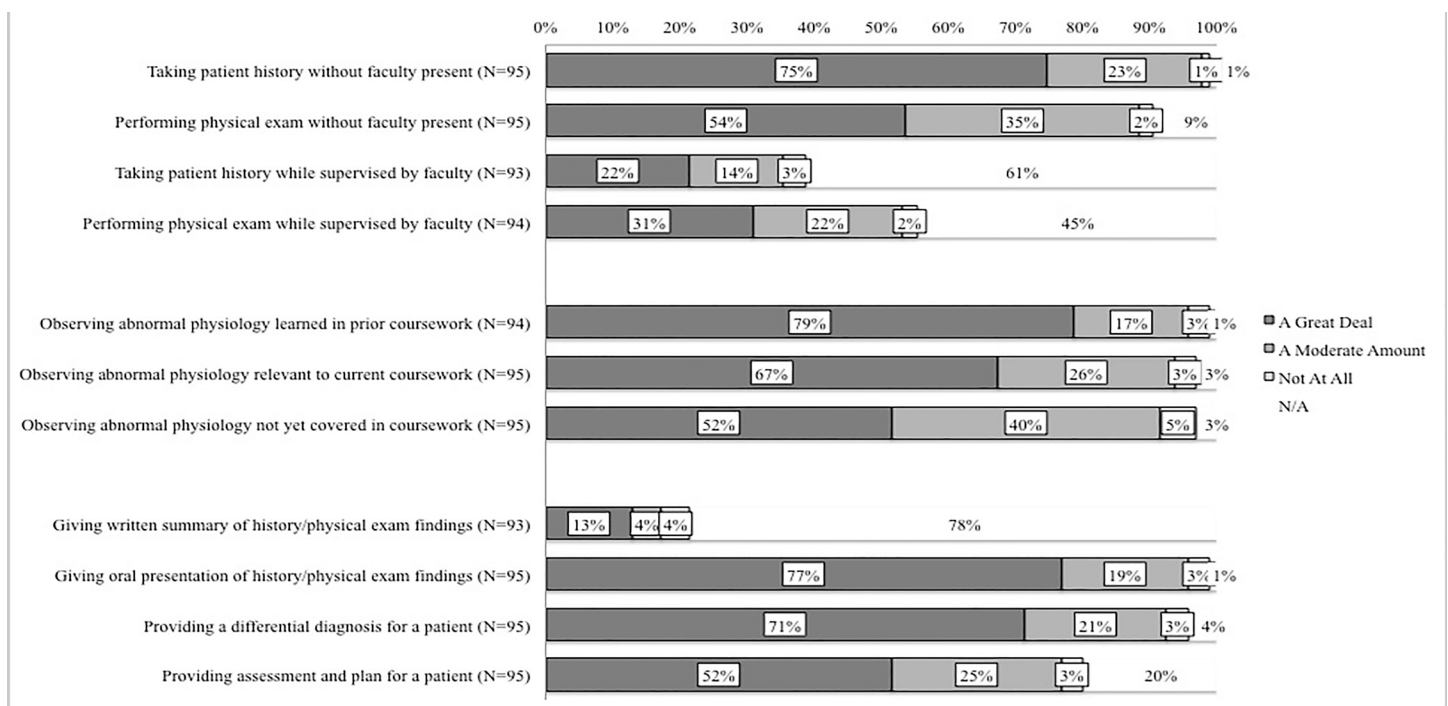 0% 10% 20% 30% 40% 50% 60% 70% 80% 90% 100%
Taking patient history without faculty present (N=95) 75% 23% 1% 1%
Performing physical exam without faculty present (N=95) 54% 35% 2% 9%
Taking patient history while supervised by faculty (N=93) 22% 14% 3% 61%
Performing physical exam while supervised by faculty (N=94) 31% 22% 2% 45%
Observing abnormal physiology learned in prior coursework (N=94) 79% 17% 3% 1%
Observing abnormal physiology relevant to current coursework (N=95) 67% 26% 3% 3%
Observing abnormal physiology not yet covered in coursework (N=95) 52% 40% 5% 3%
Giving written summary of history/physical exam findings (N=93) 13% 4% 4% 78%
Giving oral presentation of history/physical exam findings (N=95) 77% 19% 3% 1%
Providing a differential diagnosis for a patient (N=95) 71% 21% 3% 4%
Providing assessment and plan for a patient (N=95) 52% 25% 3% 20%
A Great Deal
A Moderate Amount
Not At All
N/A